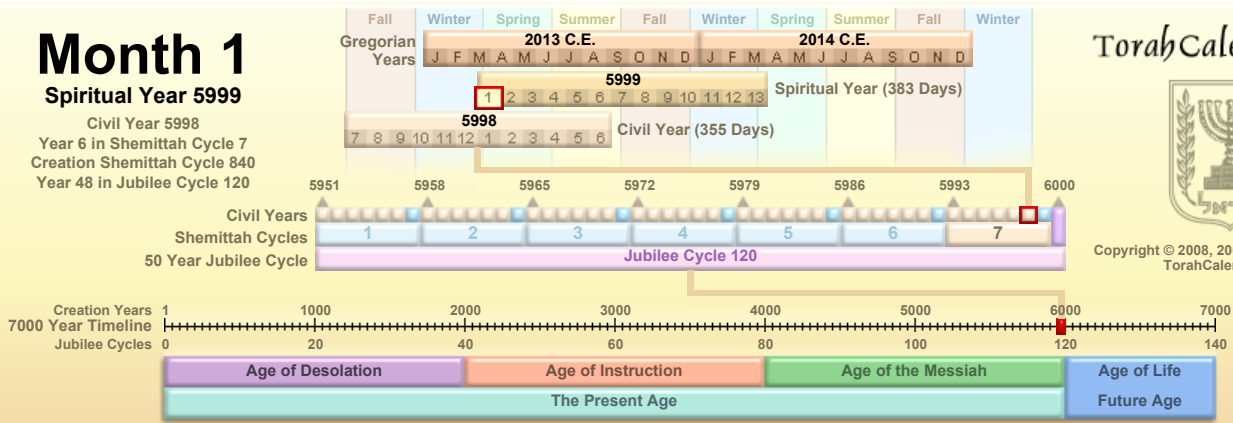 Fall Winter Spring Summer Fall Winter Spring Summer Fall Winter
Month 1
Spiritual Year 5999
Civil Year 5998
Year 6 in Shemittah Cycle 7
Creation Shemittah Cycle 840
Year 48 in Jubilee Cycle 120
Gregorian
Years
2013 C.E. 2014 C.E.
J F M A M J J A S O N D J F M A M J J A S O N D
5999
1 2 3 4 5 6 7 8 9 10 11 12 13
Spiritual Year (383 Days)
5998
7 8 9 10 11 12 1 2 3 4 5 6
Civil Year (355 Days)
TorahCale
5951 5958 5965 5972 5979 5986 5993 6000
Civil Years
Shemittah Cycles 1 2 3 4 5 6 7
50 Year Jubilee Cycle Jubilee Cycle 120
Copyright © 2008, 20
TorahCale
Creation Years 1 1000 2000 3000 4000 5000 6000 7000
7000 Year Timeline
Jubilee Cycles 0 20 40 60 80 100 120 140
Age of Desolation Age of Instruction Age of the Messiah Age of Life
The Present Age Future Age